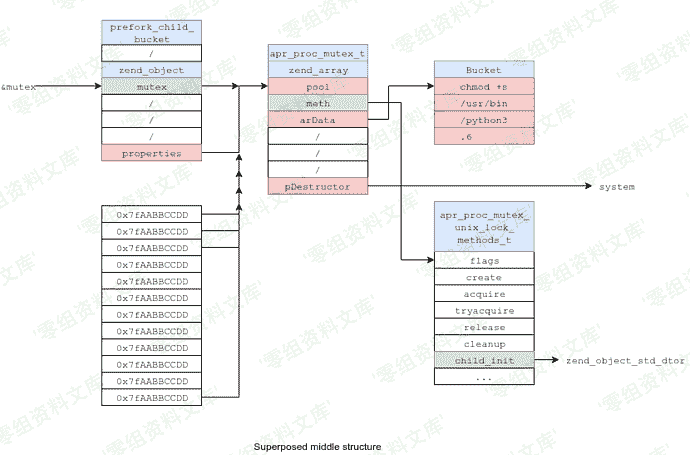 prefork_child_
bucket
/
zend_object
&mutex
mutex
/
/
/
properties
0x7fAABBCCDD
0x7fAABBCCDD
0x7fAABBCCDD
0x7fAABBCCDD
0x7fAABBCCDD
0x7fAABBCCDD
0x7fAABBCCDD
0x7fAABBCCDD
0x7fAABBCCDD
0x7fAABBCCDD
0x7fAABBCCDD
0x7fAABBCCDD
apr_proc_mutex_t
zend_array
pool
meth
arData
/
/
/
pDestructor
Bucket
chmod +s
/usr/bin
/python3
.6
system
apr_proc_mutex_
unix_lock_
methods_t
flags
create
acquire
tryacquire
release
cleanup
child_init
zend_object_std_dtor
...
Superposed middle structure
'零组资料文库'